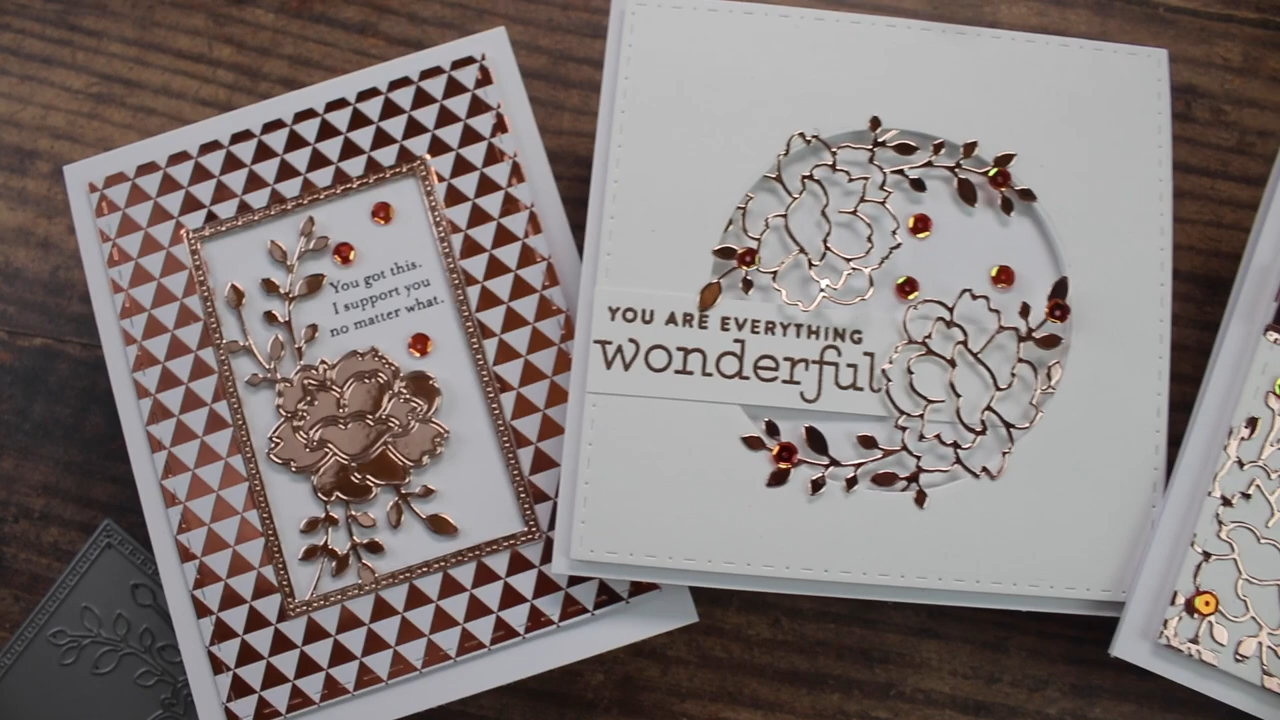 You got this.
I support you
no matter what.
YOU ARE EVERYTHING
wonderful